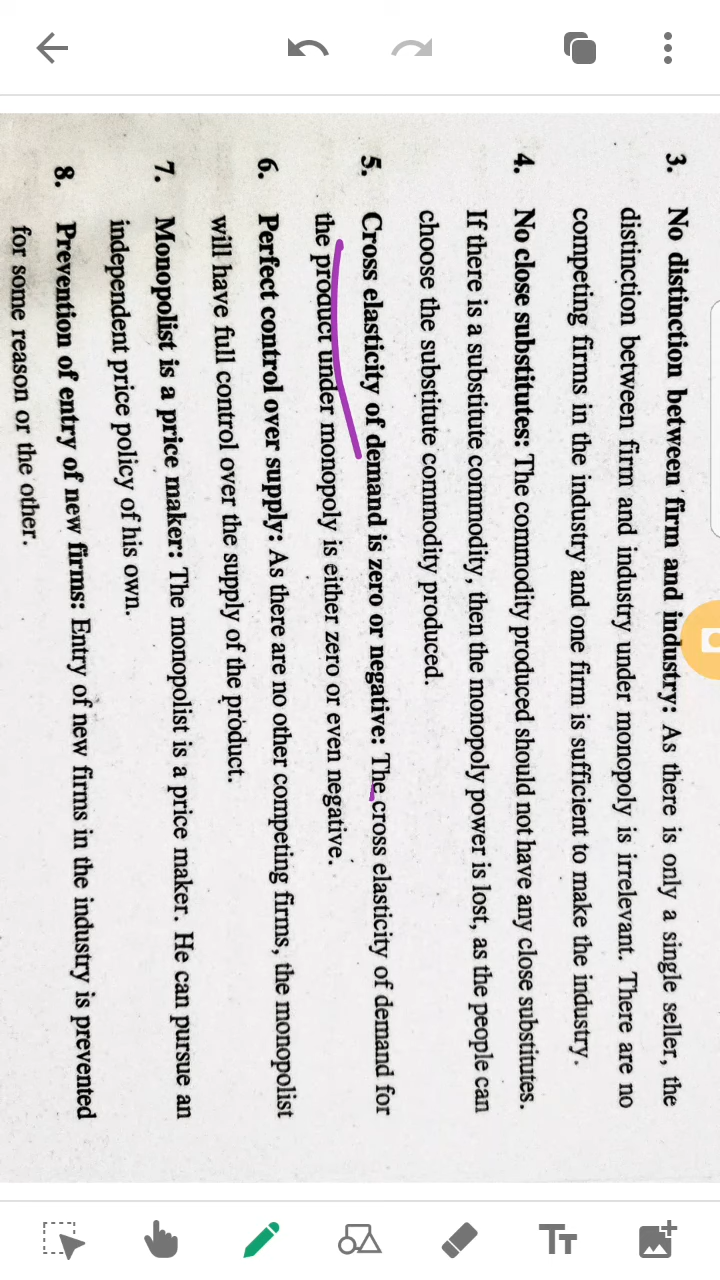 3. No distinction between firm and industry: As there is only a single seller, the
distinction between firm and industry under monopoly is irrelevant. There are no
competing firms in the industry and one firm is sufficient to make the industry.
4. No close substitutes: The commodity produced should not have any close substitutes.
If there is a substitute commodity, then the monopoly power is lost, as the people can
choose the substitute commodity produced.
5. Cross elasticity of demand is zero or negative: The cross elasticity of demand for
the product under monopoly is either zero or even negative.
6. Perfect control over supply: As there are no other competing firms, the monopolist
will have full control over the supply of the product.
7. Monopolist is a price maker: The monopolist is a price maker. He can pursue an
independent price policy of his own.
8. Prevention of entry of new firms: Entry of new firms in the industry is prevented
for some reason or the other.
TT